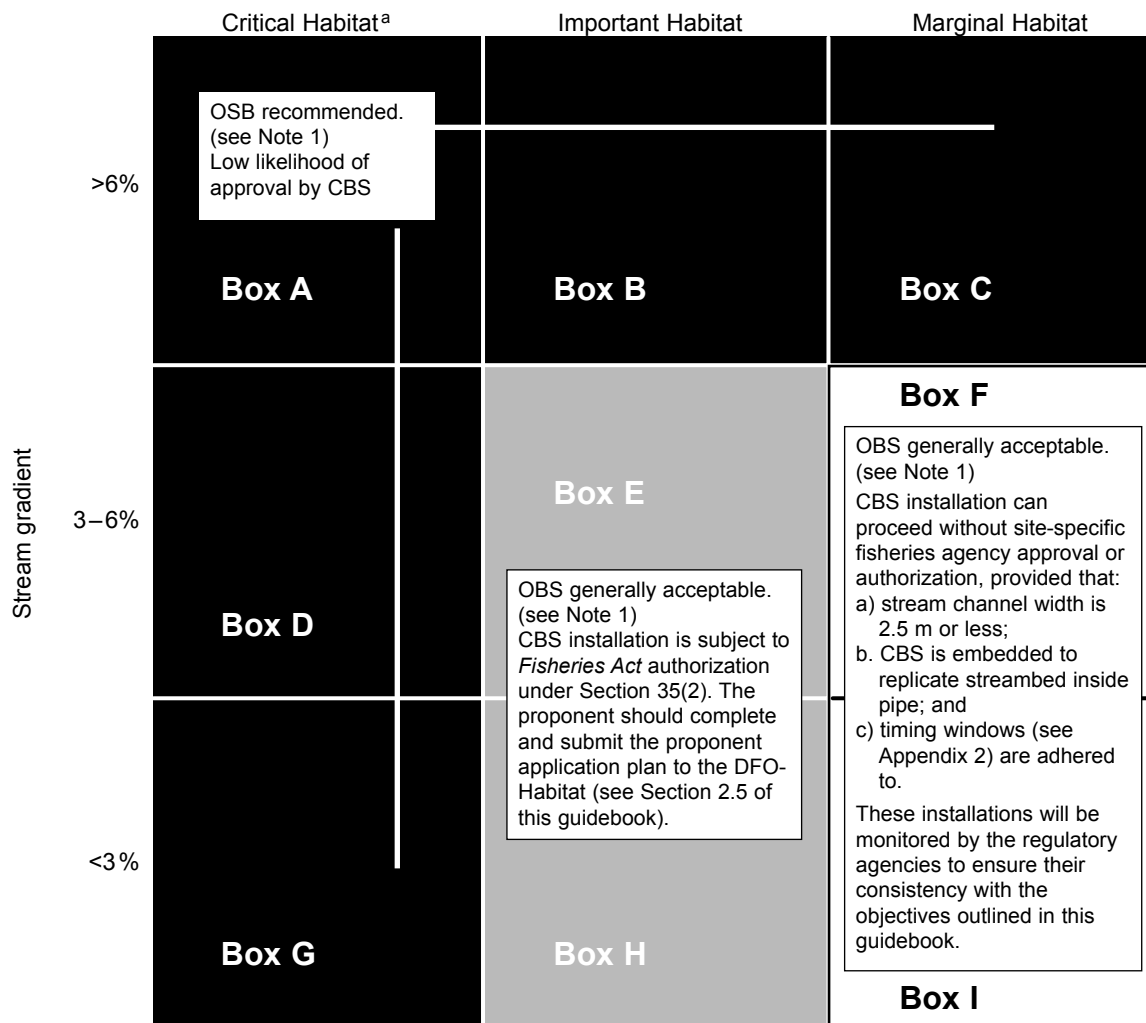 Critical Habitat a
Important Habitat
Marginal Habitat
Stream gradient
>6%
OSB recommended.
(see Note 1)
Low likelihood of
approval by CBS
Box A
Box B
Box C
3–6%
Box D
Box E
Box F
OBS generally acceptable.
(see Note 1)
CBS installation is subject to
Fisheries Act authorization
under Section 35(2). The
proponent should complete
and submit the proponent
application plan to the DFO-
Habitat (see Section 2.5 of
this guidebook).
OBS generally acceptable.
(see Note 1)
CBS installation can
proceed without site-specific
fisheries agency approval or
authorization, provided that:
a) stream channel width is
2.5 m or less;
b. CBS is embedded to
replicate streambed inside
pipe; and
c) timing windows (see
Appendix 2) are adhered
to.
These installations will be
monitored by the regulatory
agencies to ensure their
consistency with the
objectives outlined in this
guidebook.
<3%
Box G
Box H
Box I